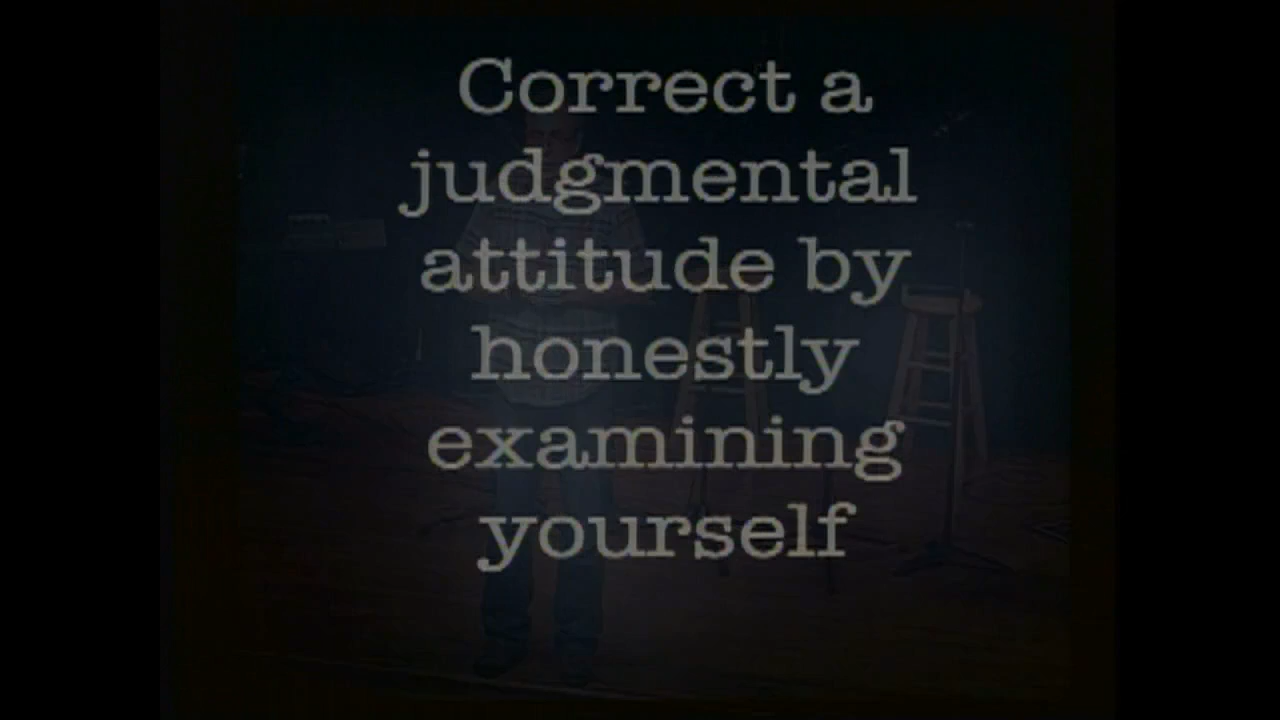 Correct a
judgmental
attitude by
honestly
examining
yourself